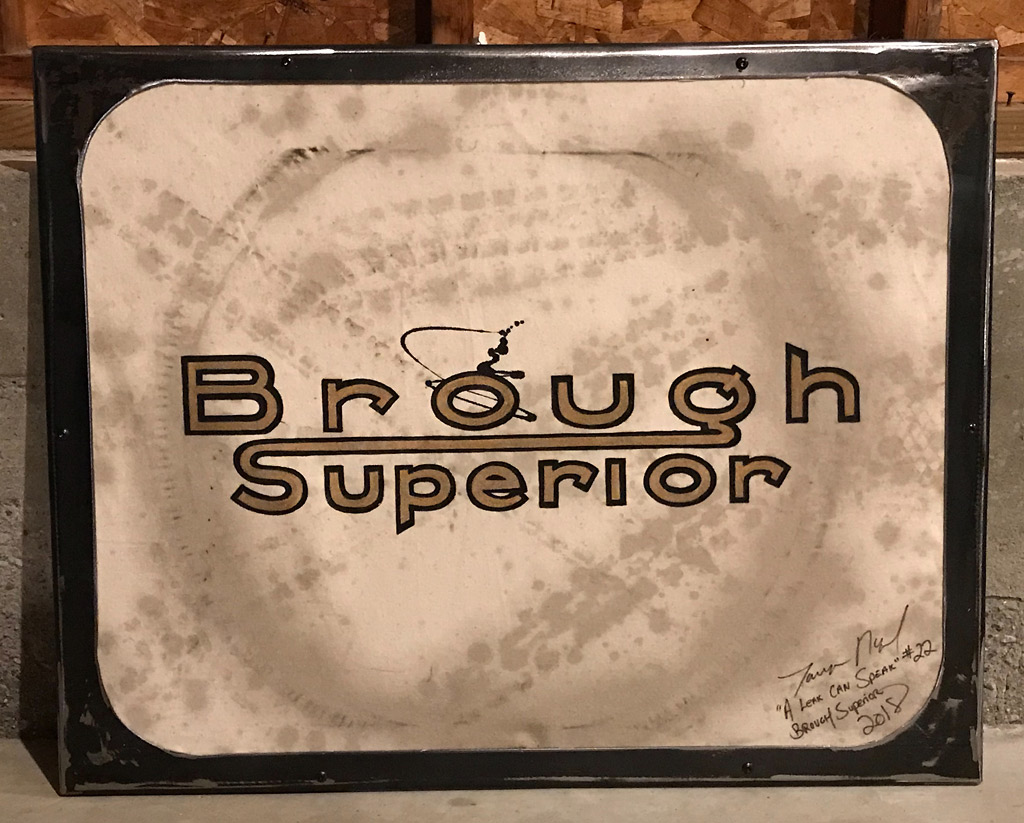 Brough
Superior
"A Leak Can Speak" #22
Brough Superior
2018